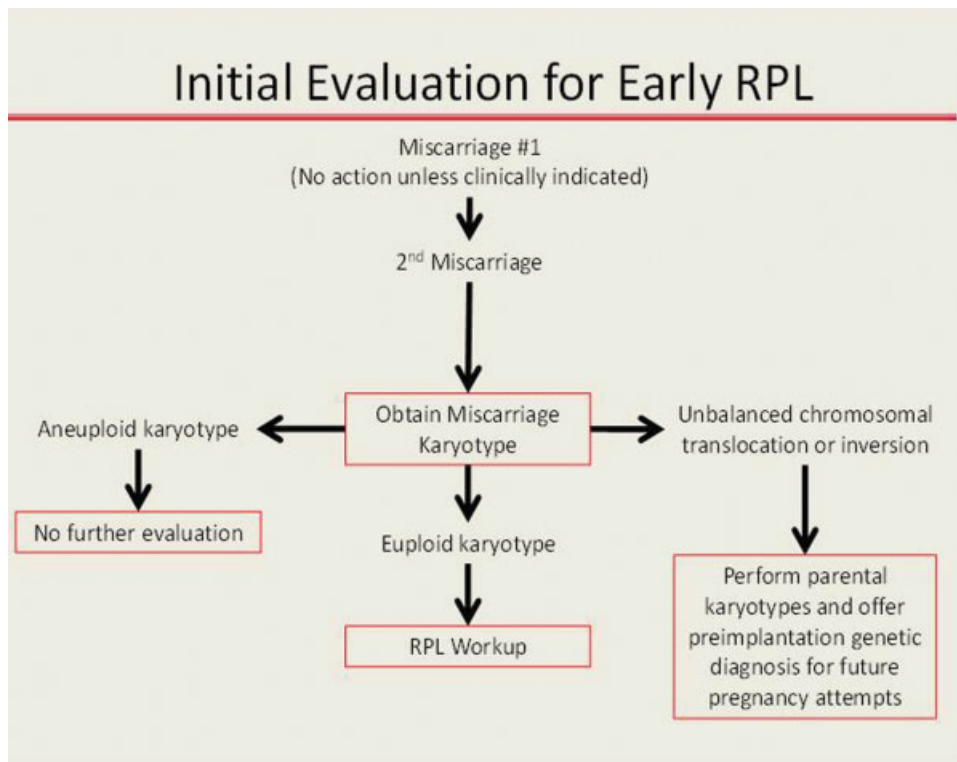 Initial Evaluation for Early RPL
Miscarriage #1
(No action unless clinically indicated)
2nd Miscarriage
Obtain Miscarriage
Karyotype
Aneuploid karyotype
No further evaluation
Euploid karyotype
RPL Workup
Unbalanced chromosomal
translocation or inversion
Perform parental
karyotypes and offer
preimplantation genetic
diagnosis for future
pregnancy attempts